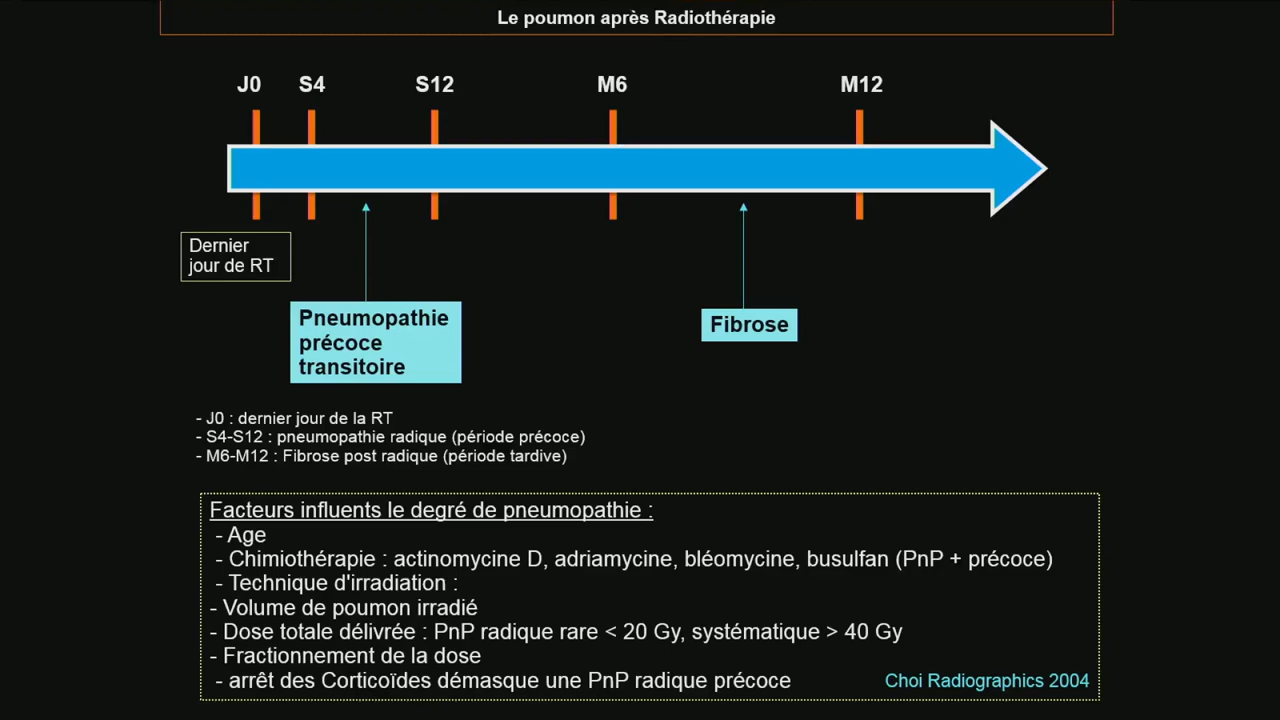 Le poumon après Radiothérapie
J0 S4 S12 M6 M12
Dernier
jour de RT
Pneumopathie
précoce
transitoire
Fibrose
- J0 : dernier jour de la RT
- S4-S12 : pneumopathie radique (période précoce)
- M6-M12 : Fibrose post radique (période tardive)
Facteurs influents le degré de pneumopathie :
- Age
- Chimiothérapie : actinomycine D, adriamycine, bléomycine, busulfan (PnP + précoce)
- Technique d'irradiation :
- Volume de poumon irradié
- Dose totale délivrée : PnP radique rare < 20 Gy, systématique > 40 Gy
- Fractionnement de la dose
- arrêt des Corticoïdes démasque une PnP radique précoce
Choi Radiographics 2004